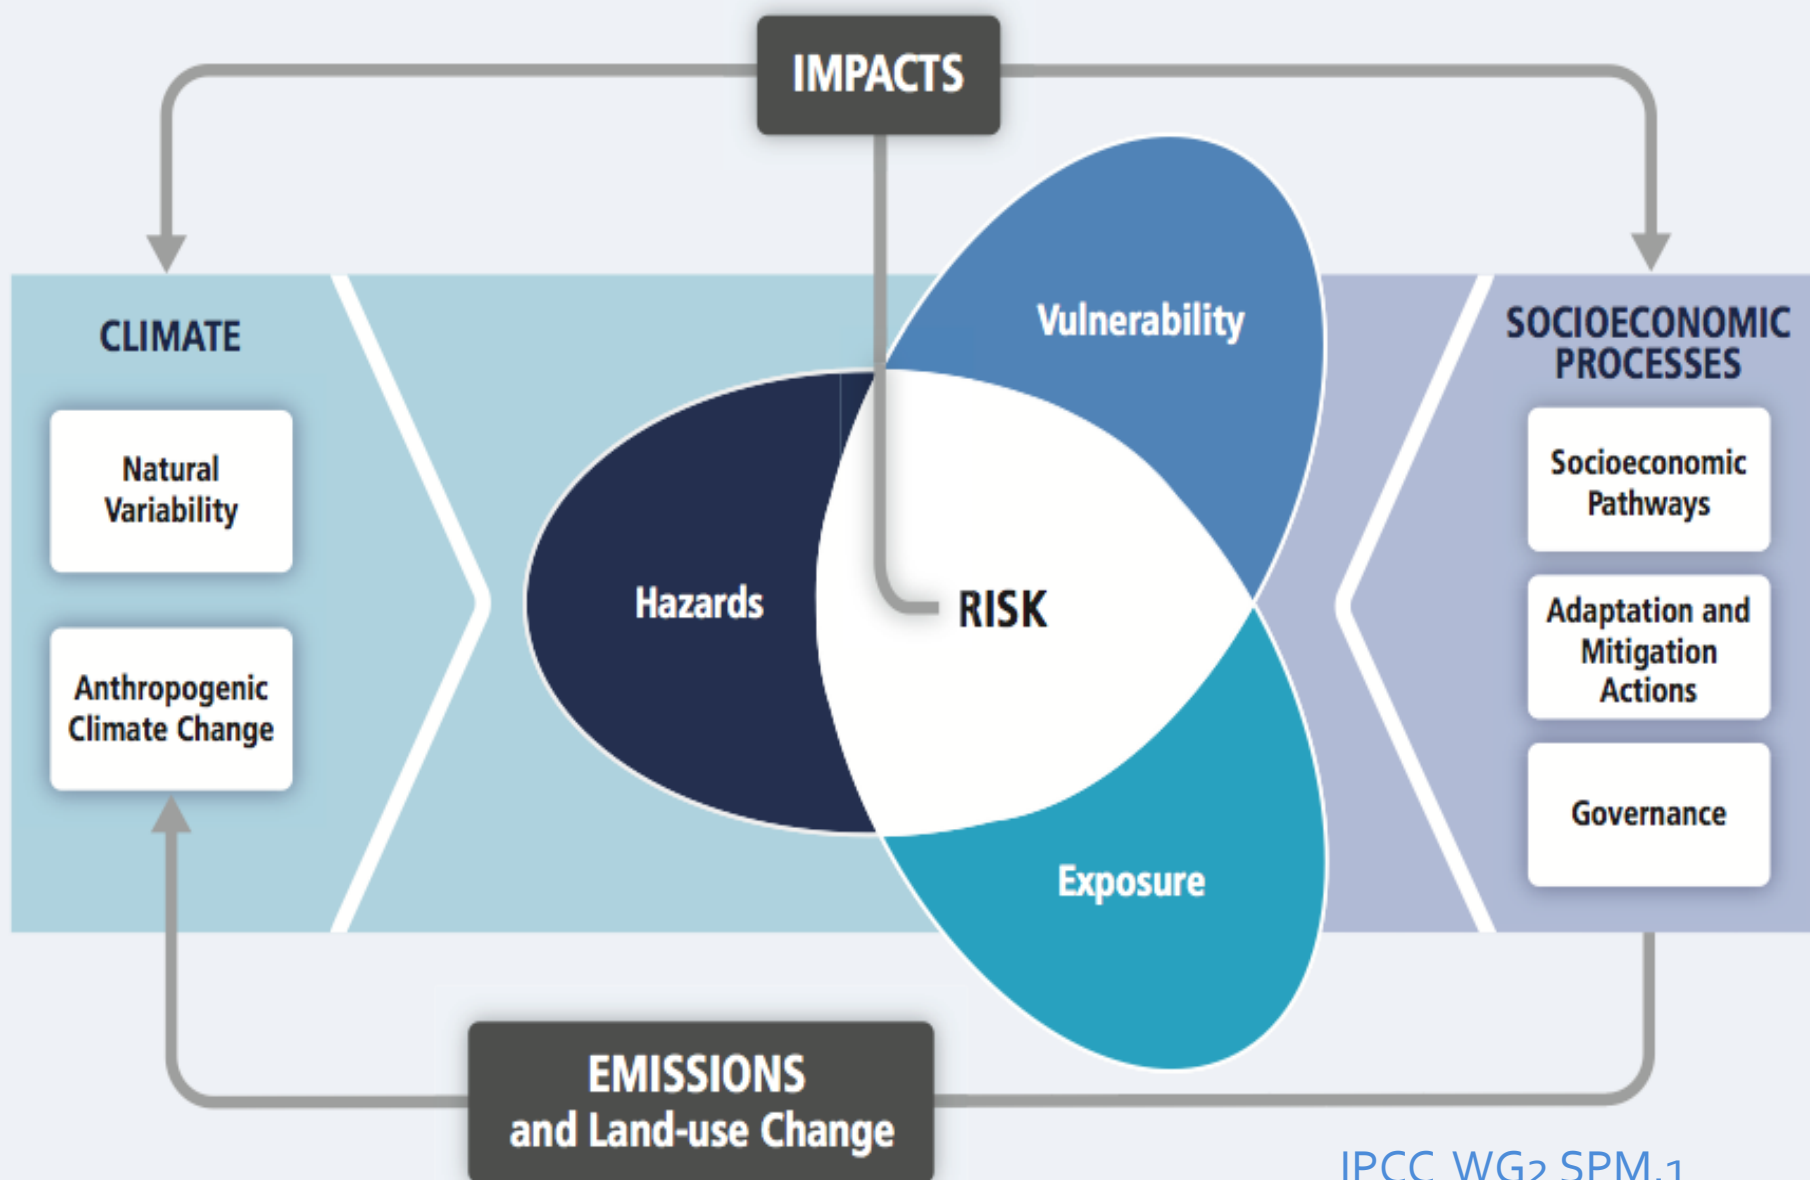 IMPACTS
CLIMATE
Natural
Variability
Anthropogenic
Climate Change
Vulnerability
Hazards
RISK
Exposure
SOCIOECONOMIC
PROCESSES
Socioeconomic
Pathways
Adaptation and
Mitigation
Actions
Governance
EMISSIONS
and Land-use Change
IPCC WG2 SPM.1